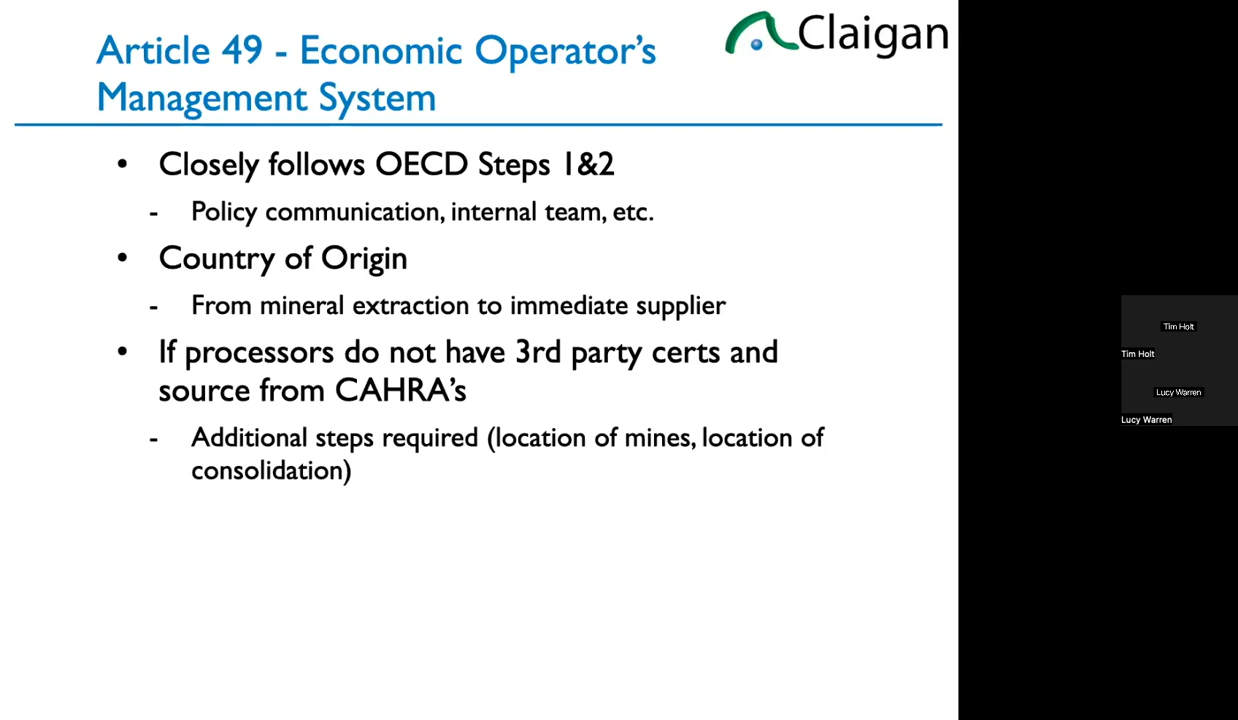 Claigan
Article 49 - Economic Operator's
Management System
• Closely follows OECD Steps 1&2
- Policy communication, internal team, etc.
• Country of Origin
- From mineral extraction to immediate supplier
• If processors do not have 3rd party certs and
source from CAHRA's
- Additional steps required (location of mines, location of
consolidation)
Tim Holt
Tim Holt
Lucy Warren
Lucy Warren